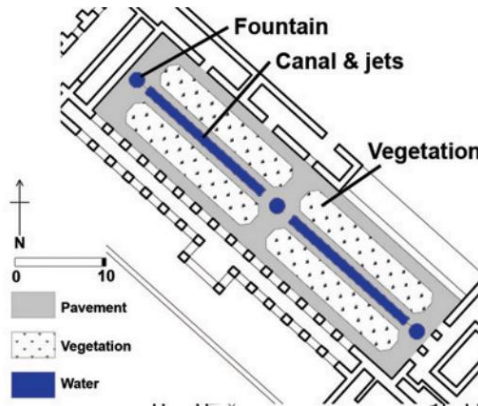 Fountain
Canal & jets
Vegetation
N
0 10
Pavement
Vegetation
Water